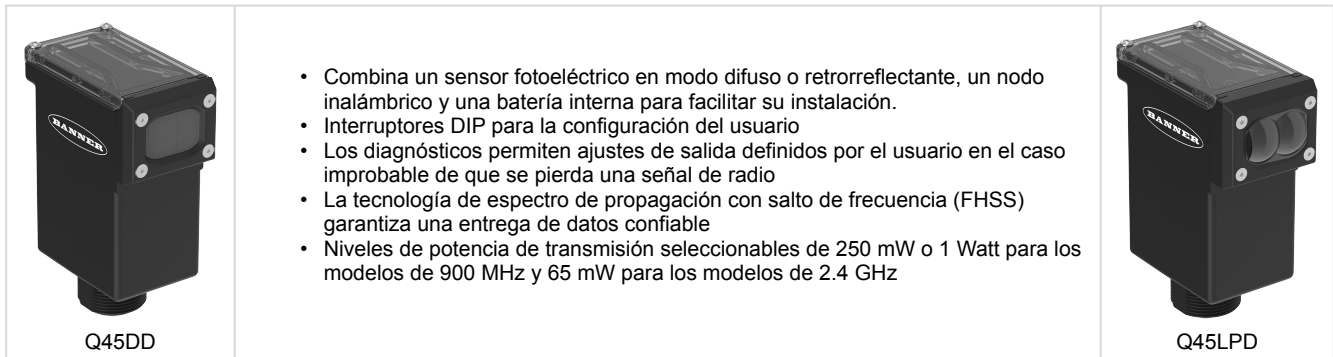 BANNER
Q45DD
• Combina un sensor fotoeléctrico en modo difuso o retrorreflectante, un nodo
inalámbrico y una batería interna para facilitar su instalación.
• Interruptores DIP para la configuración del usuario
• Los diagnósticos permiten ajustes de salida definidos por el usuario en el caso
improbable de que se pierda una señal de radio
• La tecnología de espectro de propagación con salto de frecuencia (FHSS)
garantiza una entrega de datos confiable
• Niveles de potencia de transmisión seleccionables de 250 mW o 1 Watt para los
modelos de 900 MHz y 65 mW para los modelos de 2.4 GHz
BANNER
Q45LPD